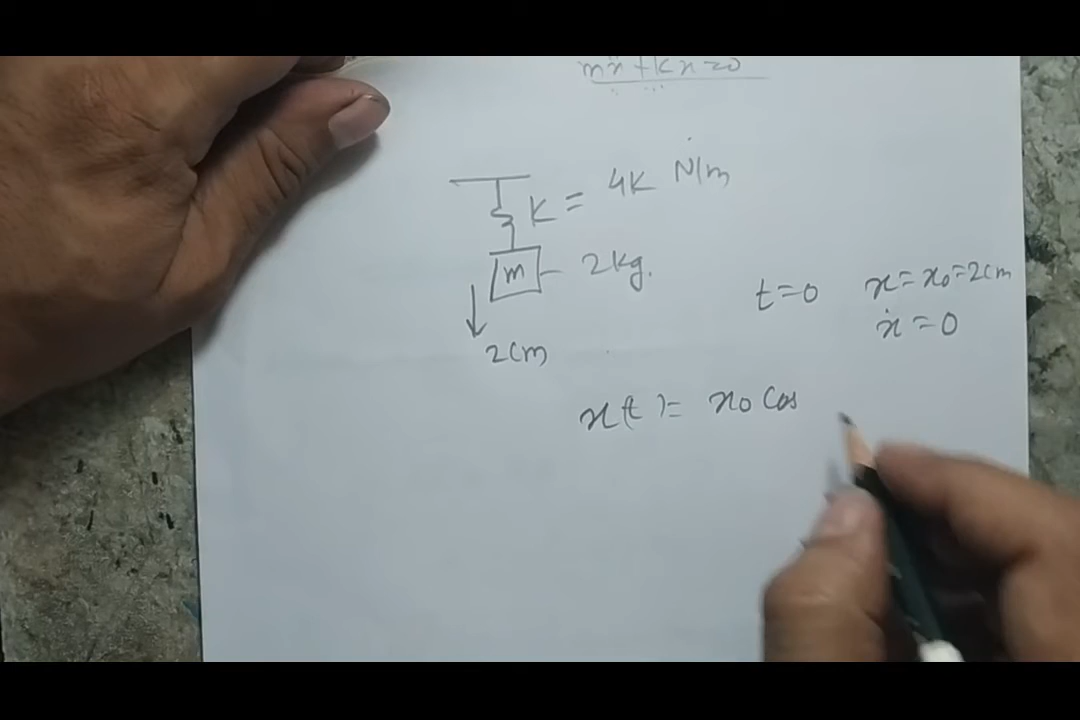 mẍ + kx = 0
K = 4K N/m
m - 2kg.
2cm
t=0 x=x₀=2cm
ẋ=0
x(t)= x₀ Cos